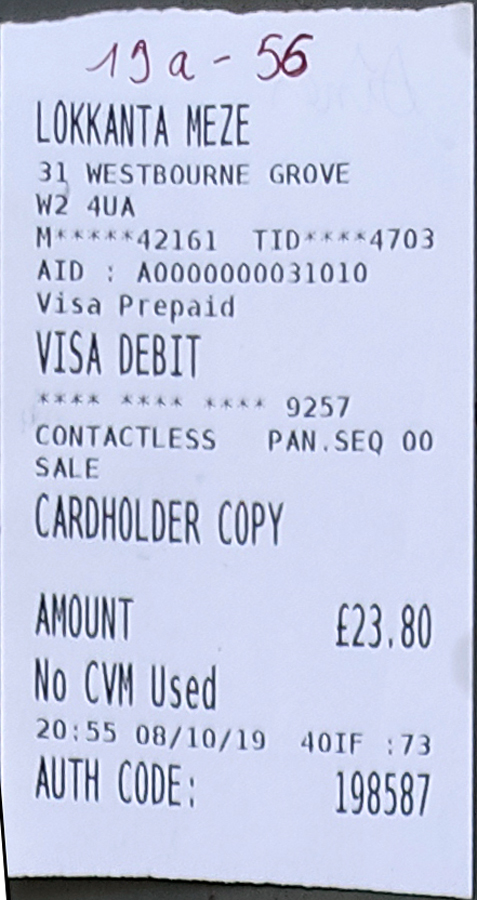 19a - 56
LOKKANTA MEZE
31 WESTBOURNE GROVE
W2 4UA
M*****42161 TID****4703
AID : A0000000031010
Visa Prepaid
VISA DEBIT
**** **** **** 9257
CONTACTLESS PAN.SEQ 00
SALE
CARDHOLDER COPY
AMOUNT £23.80
No CVM Used
20:55 08/10/19 40IF :73
AUTH CODE: 198587